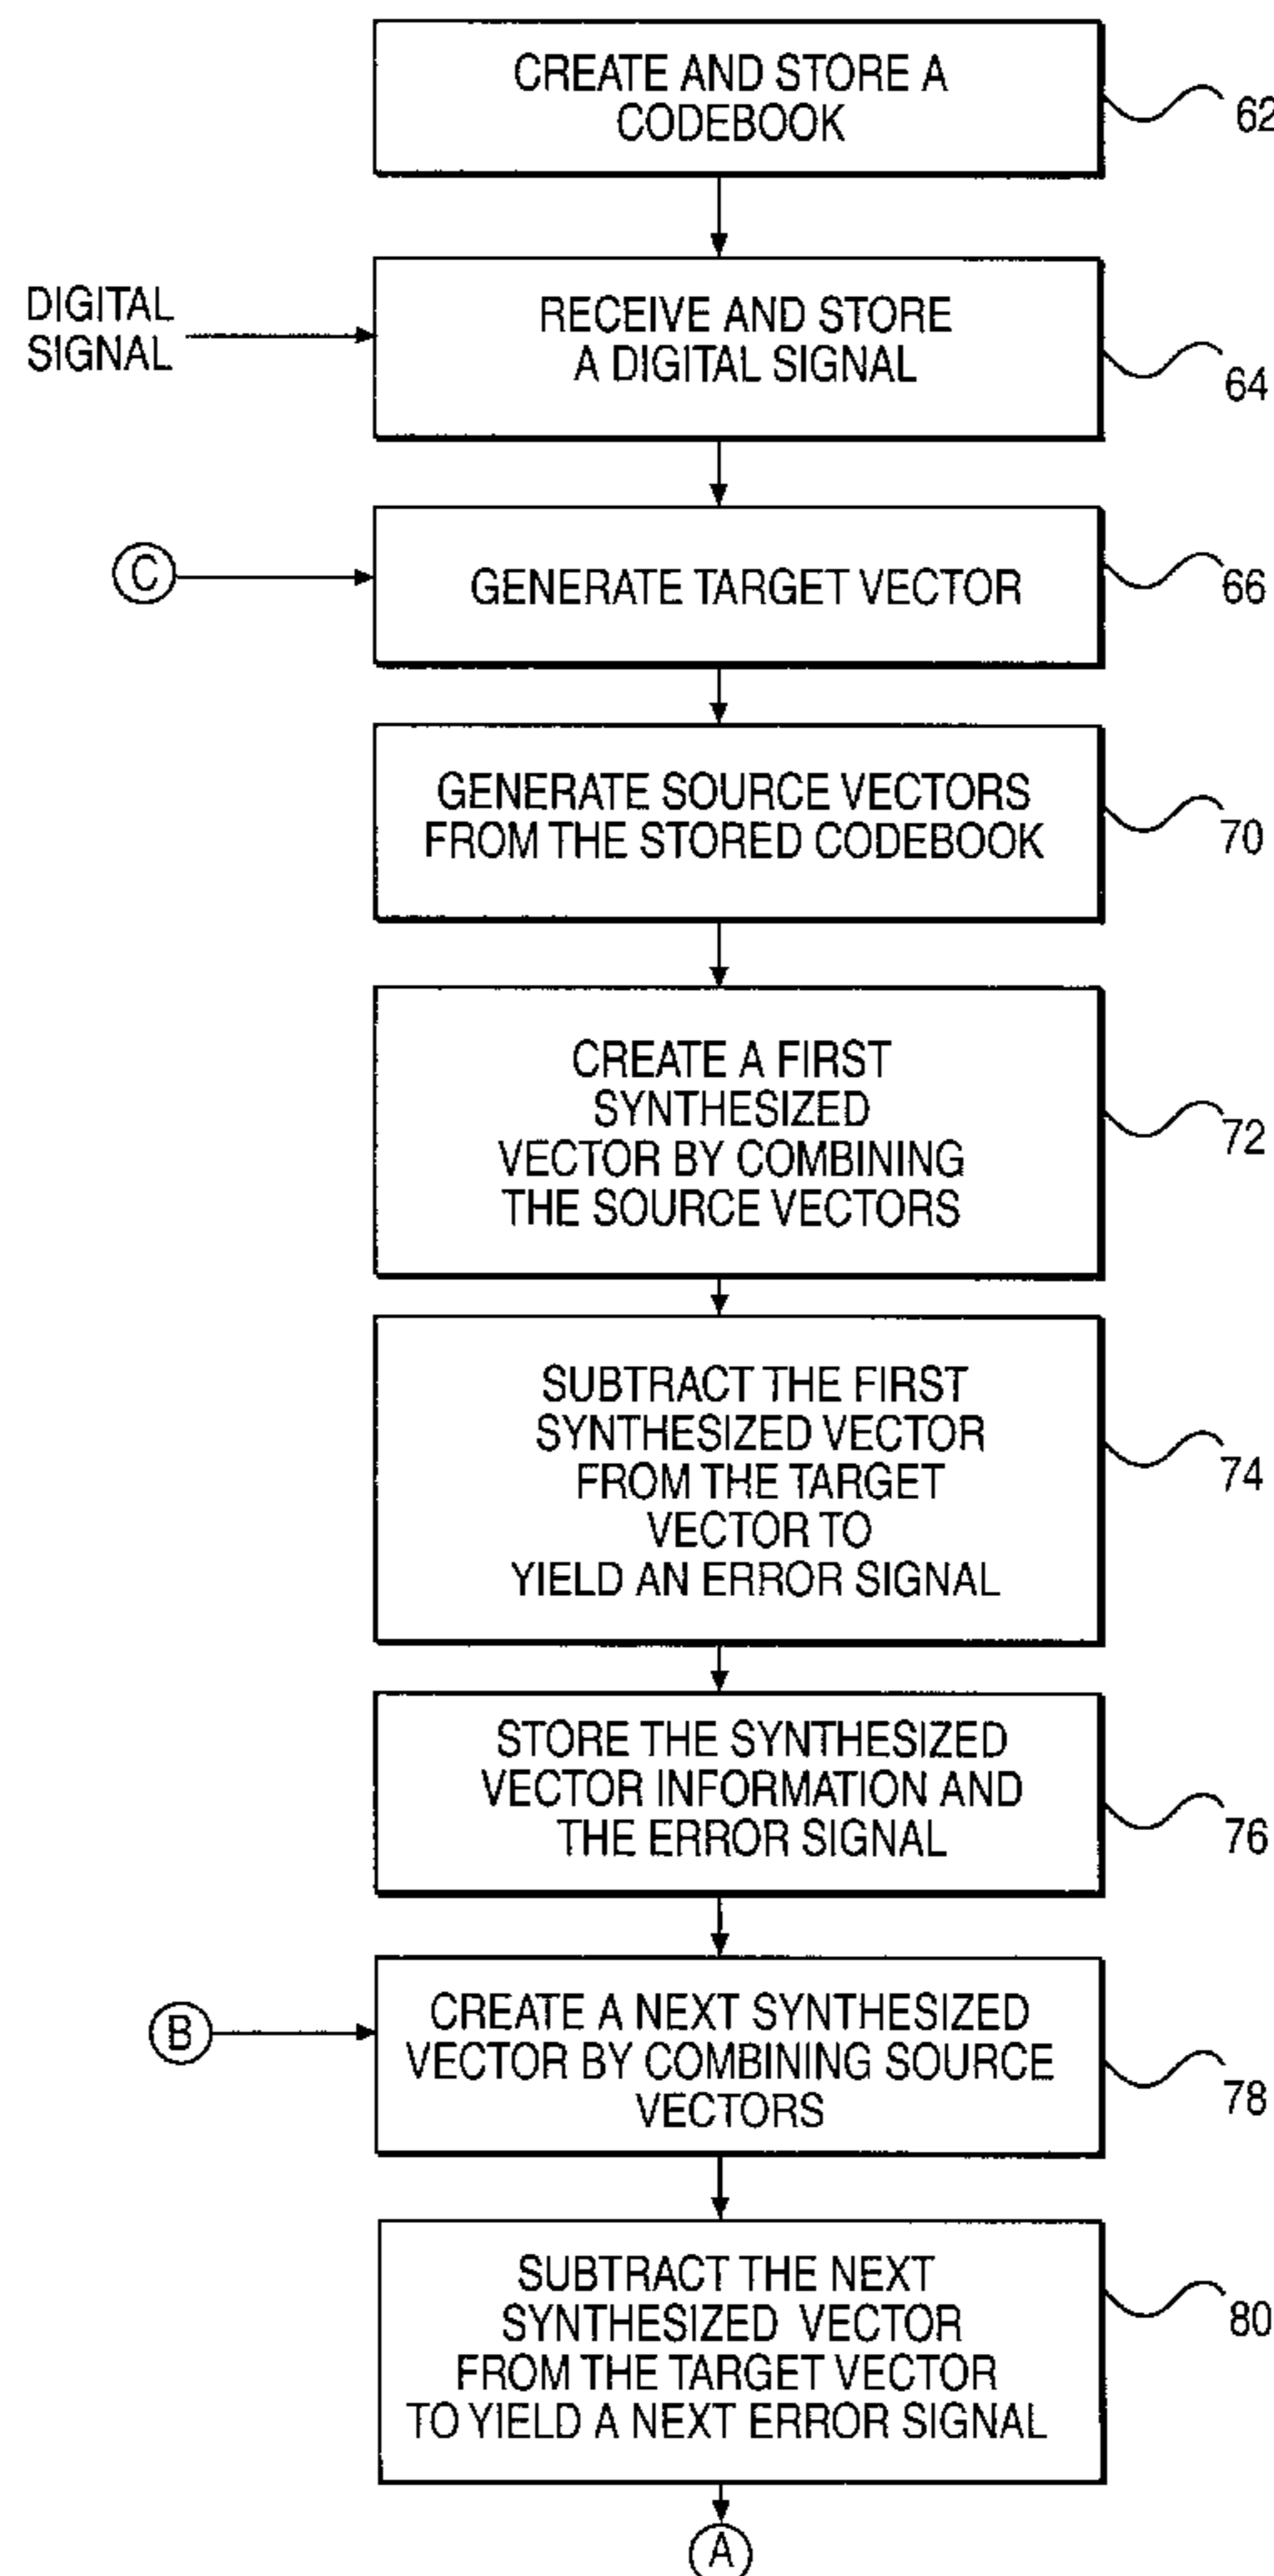 CREATE AND STORE A
CODEBOOK
62
DIGITAL
SIGNAL
RECEIVE AND STORE
A DIGITAL SIGNAL
64
C
GENERATE TARGET VECTOR
66
GENERATE SOURCE VECTORS
FROM THE STORED CODEBOOK
70
CREATE A FIRST
SYNTHESIZED
VECTOR BY COMBINING
THE SOURCE VECTORS
72
SUBTRACT THE FIRST
SYNTHESIZED VECTOR
FROM THE TARGET
VECTOR TO
YIELD AN ERROR SIGNAL
74
STORE THE SYNTHESIZED
VECTOR INFORMATION AND
THE ERROR SIGNAL
76
B
CREATE A NEXT SYNTHESIZED
VECTOR BY COMBINING SOURCE
VECTORS
78
SUBTRACT THE NEXT
SYNTHESIZED VECTOR
FROM THE TARGET VECTOR
TO YIELD A NEXT ERROR SIGNAL
80
A